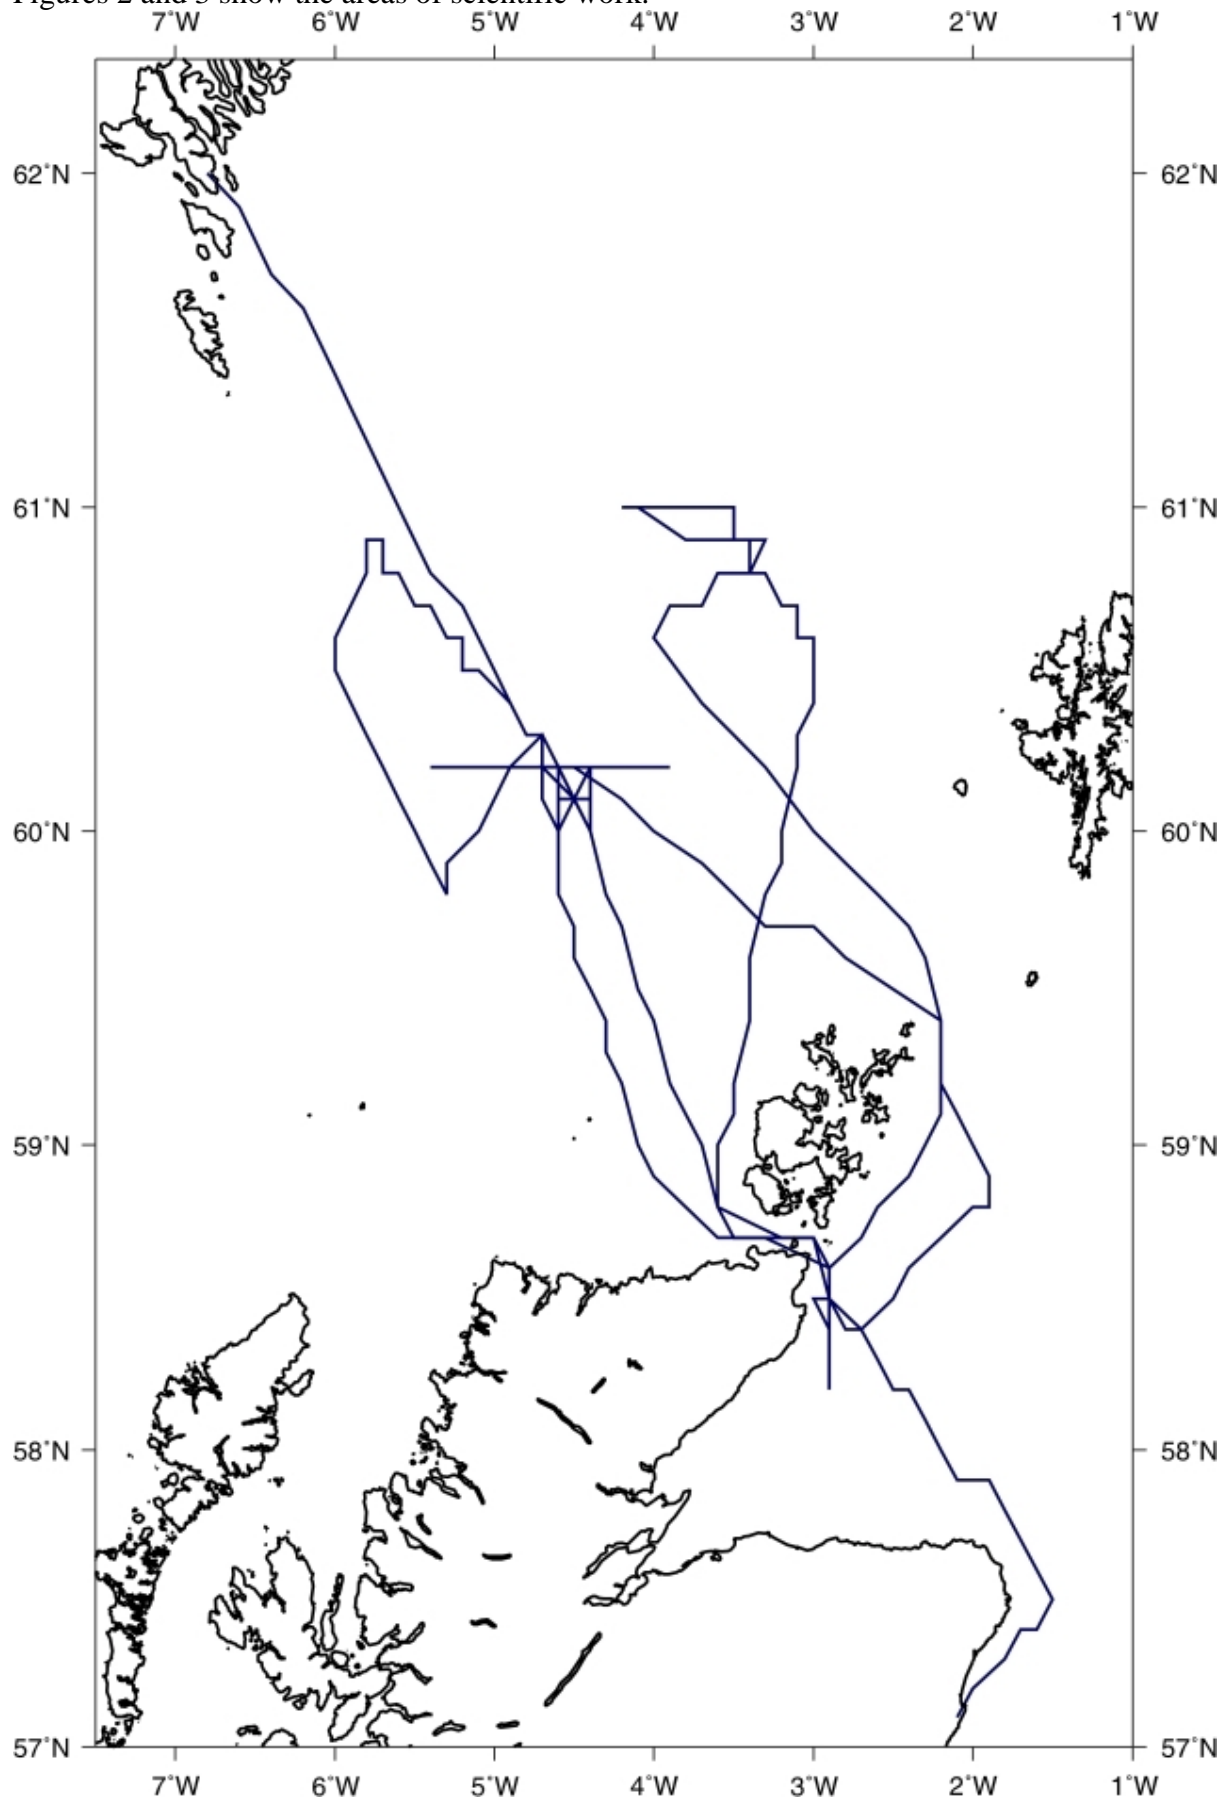 Figures 2 and 3 show the areas of scientific work.
7˚W 6˚W 5˚W 4˚W 3˚W 2˚W 1˚W
62˚N 62˚N
61˚N 61˚N
60˚N 60˚N
59˚N 59˚N
58˚N 58˚N
57˚N 57˚N
7˚W 6˚W 5˚W 4˚W 3˚W 2˚W 1˚W